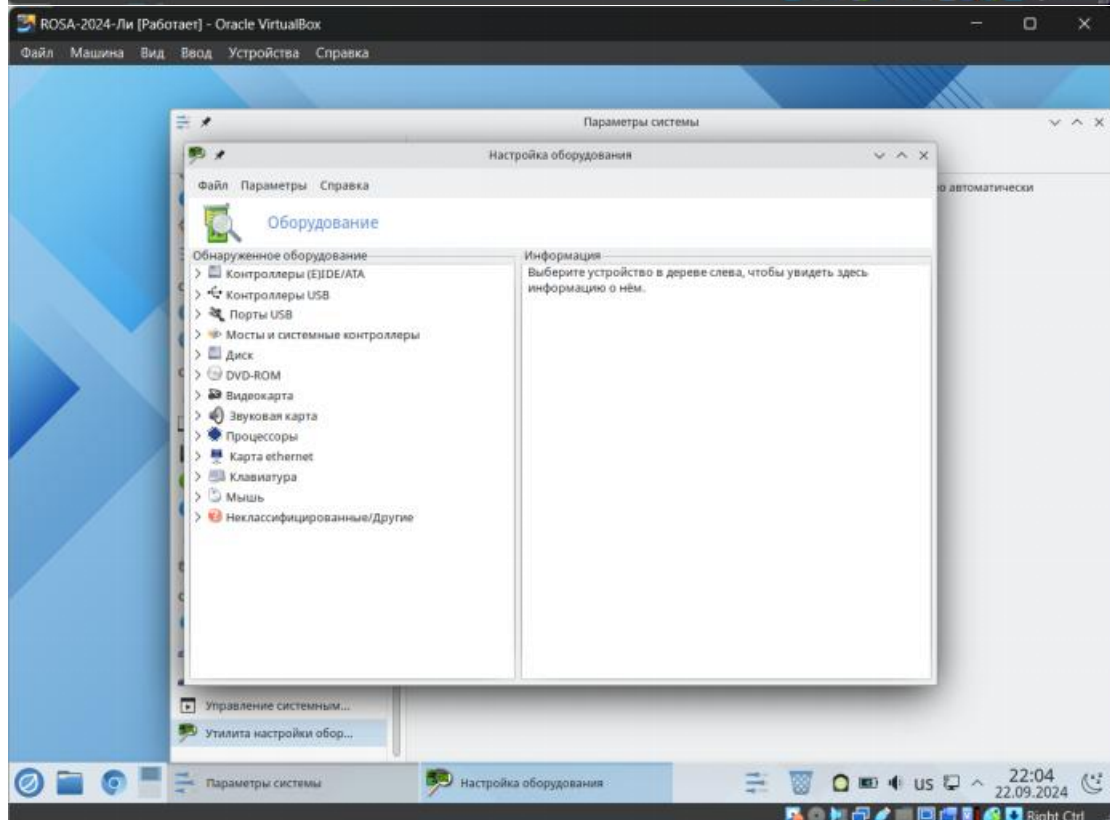 ROSA-2024-Ли [Работает] - Oracle VirtualBox
Файл Машина Вид Ввод Устройства Справка
Параметры системы
Настройка оборудования
Файл Параметры Справка
о автоматически
Оборудование
Обнаруженное оборудование
Контроллеры (E)IDE/ATA
Контроллеры USB
Порты USB
Мосты и системные контроллеры
Диск
DVD-ROM
Видеокарта
Звуковая карта
Процессоры
Карта ethernet
Клавиатура
Мышь
Неклассифицированные/Другие
Информация
Выберите устройство в дереве слева, чтобы увидеть здесь
информацию о нём.
Управление системным...
Утилита настройки обор...
Параметры системы
Настройка оборудования
US
22:04
22.09.2024
Right Ctrl